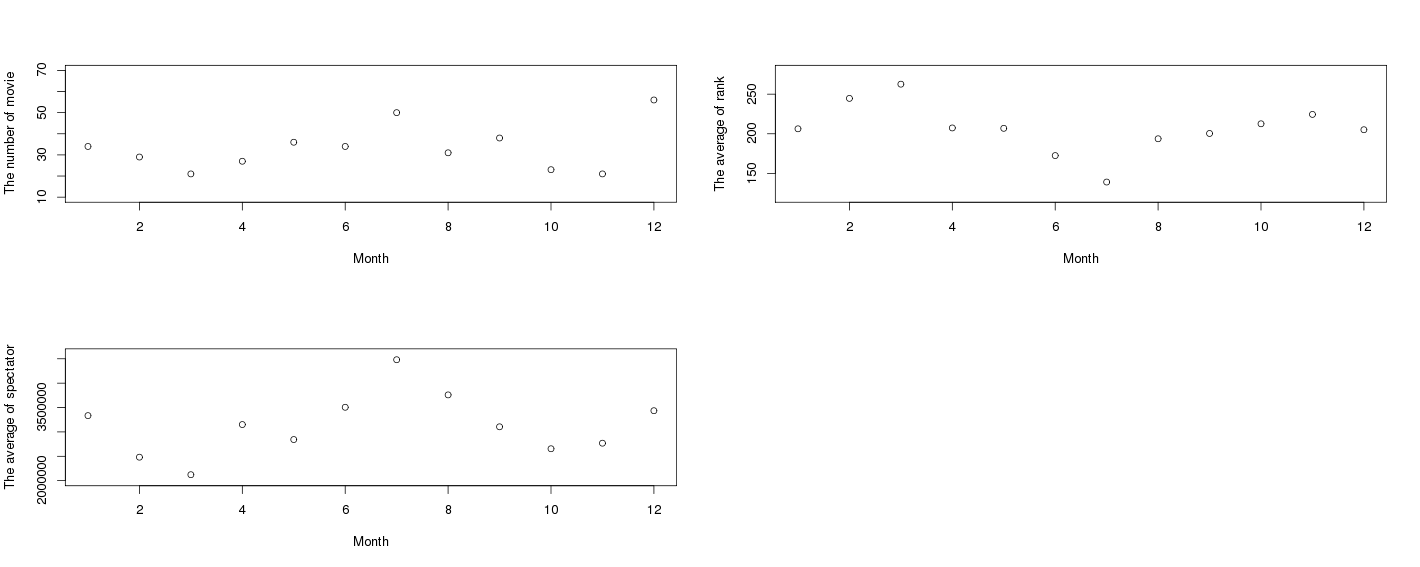 The number of movie
70
50
30
10
2 4 6 8 10 12
Month
The average of rank
250
200
150
2 4 6 8 10 12
Month
The average of spectator
3500000
2000000
2 4 6 8 10 12
Month